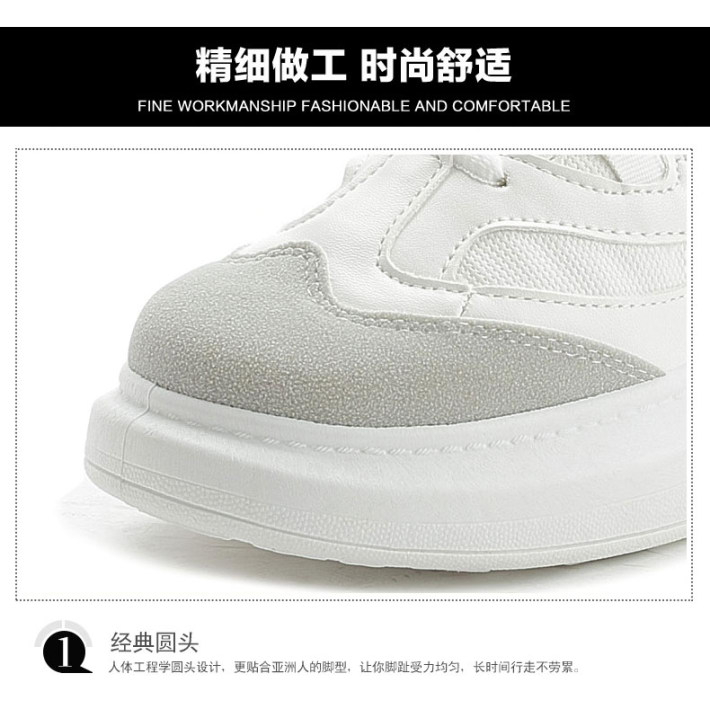 精细做工 时尚舒适
FINE WORKMANSHIP FASHIONABLE AND COMFORTABLE
1
经典圆头
人体工程学圆头设计，更贴合亚洲人的脚型，让你脚趾受力均匀，长时间行走不劳累。